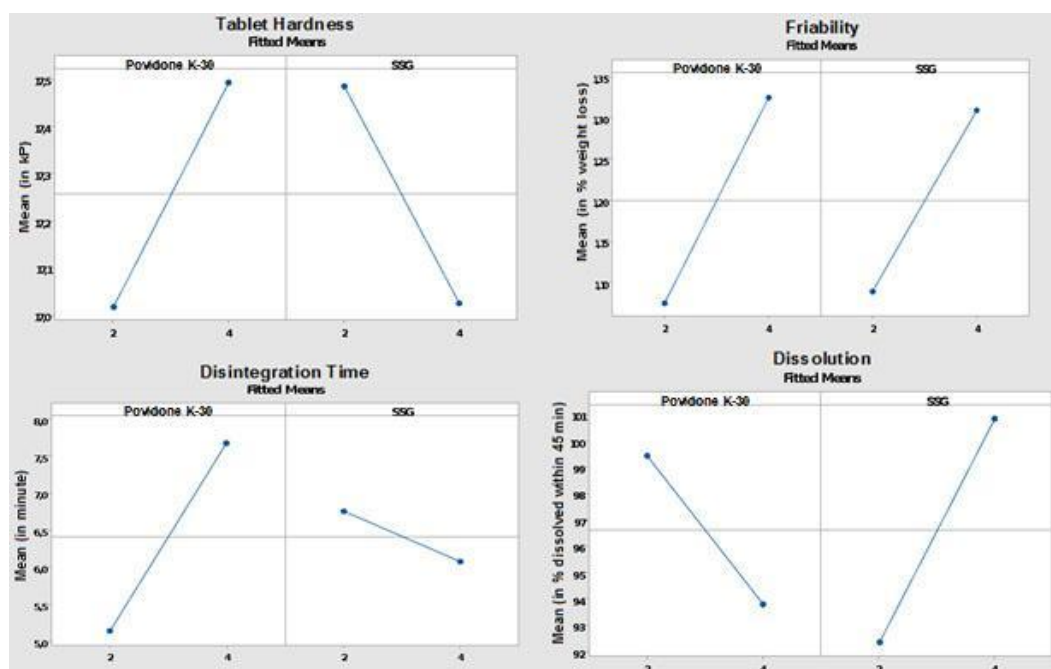 Tablet Hardness
Fitted Means
Povidone K-30
SSG
Mean (in kP)
17,5
17,4
17,3
17,2
17,1
17,0
2
4
2
4
Friability
Fitted Means
Povidone K-30
SSG
Mean (in % weight loss)
135
130
125
120
115
110
2
4
2
4
Disintegration Time
Fitted Means
Povidone K-30
SSG
Mean (in minute)
8,0
7,5
7,0
6,5
6,0
5,5
5,0
2
4
2
4
Dissolution
Fitted Means
Povidone K-30
SSG
Mean (in % dissolved within 45 min)
101
100
99
98
97
96
95
94
93
92